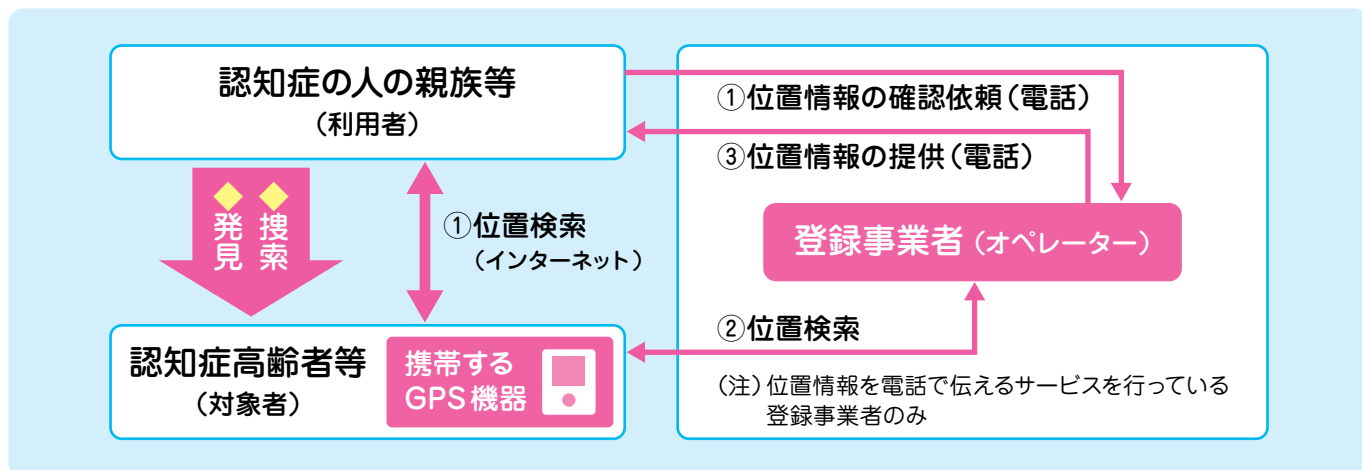 認知症の人の親族等
（利用者）
①位置情報の確認依頼（電話）
③位置情報の提供（電話）
◆捜索
◆発見
①位置検索
（インターネット）
登録事業者（オペレーター）
②位置検索
認知症高齢者等
（対象者）
携帯する
GPS機器
（注）位置情報を電話で伝えるサービスを行っている
登録事業者のみ